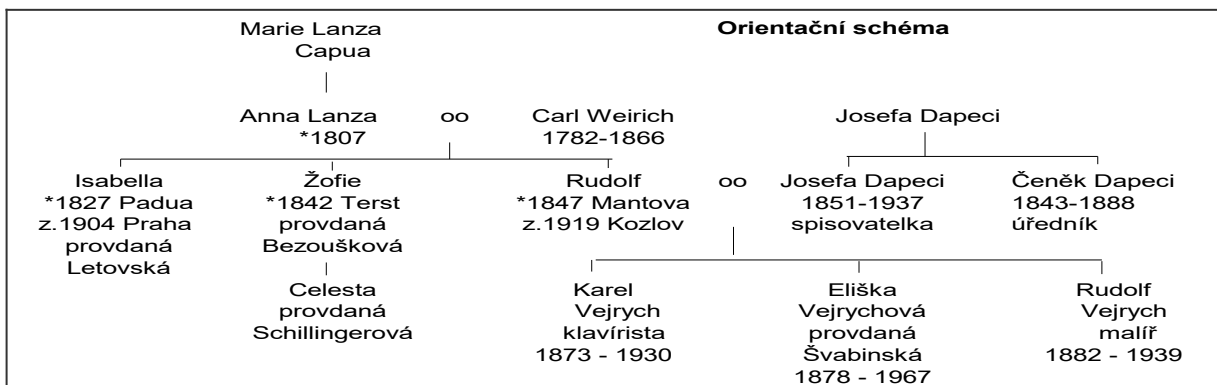 Marie Lanza Orientační schéma
Capua
Anna Lanza oo Carl Weirich Josefa Dapeci
*1807 1782-1866
Isabella Žofie Rudolf oo Josefa Dapeci Čeněk Dapeci
*1827 Padua *1842 Terst *1847 Mantova 1851-1937 1843-1888
z.1904 Praha provdaná z.1919 Kozlov spisovatelka úředník
provdaná Bezoušková
Letovská
Celesta Karel Eliška Rudolf
provdaná Vejrych Vejrychová Vejrych
Schillingerová klavírista provdaná malíř
1873 - 1930 Švabinská 1882 - 1939
1878 - 1967